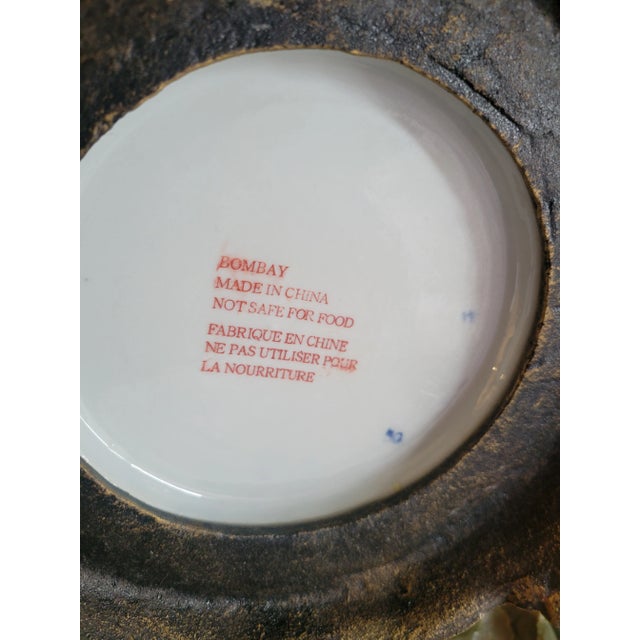 BOMBAY
MADE IN CHINA
NOT SAFE FOR FOOD
FABRIQUE EN CHINE
NE PAS UTILISER POUR
LA NOURRITURE